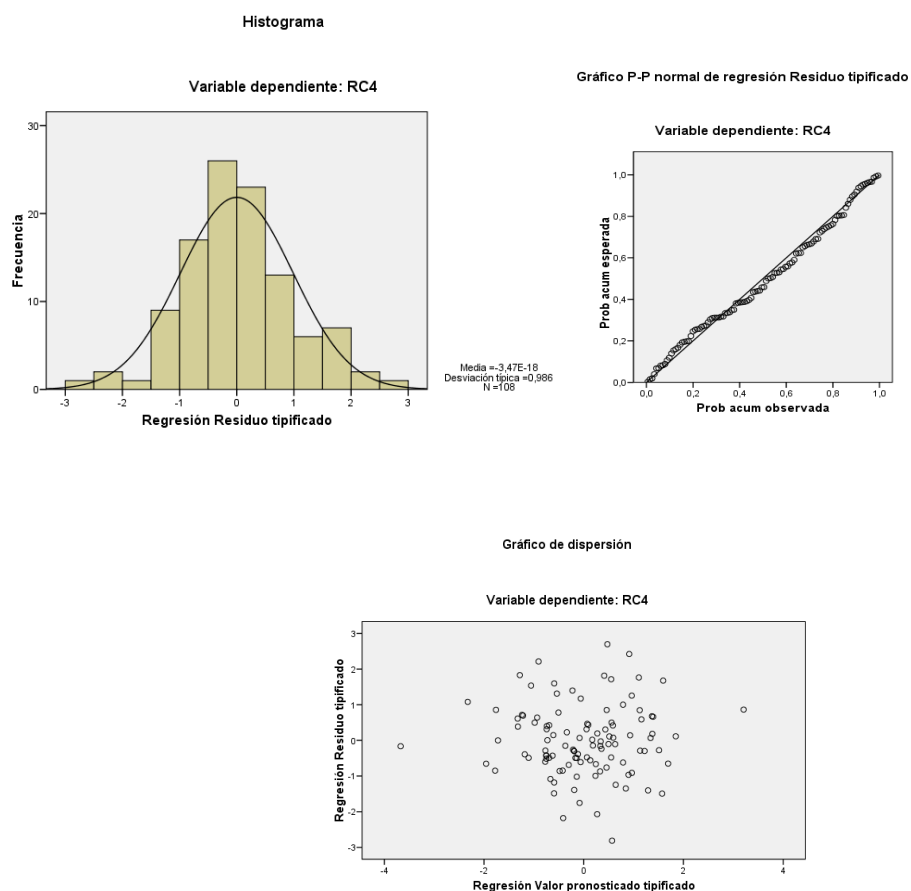 Histograma
Variable dependiente: RC4
Frecuencia
30
20
10
0
-3 -2 -1 0 1 2 3
Regresión Residuo tipificado
Media =-3,47E-18
Desviación típica =0,986
N =108
Gráfico P-P normal de regresión Residuo tipificado
Variable dependiente: RC4
Prob acum esperada
1,0
0,8
0,6
0,4
0,2
0,0
0,0 0,2 0,4 0,6 0,8 1,0
Prob acum observada
Gráfico de dispersión
Variable dependiente: RC4
Regresión Residuo tipificado
3
2
1
0
-1
-2
-3
-4 -2 0 2 4
Regresión Valor pronosticado tipificado